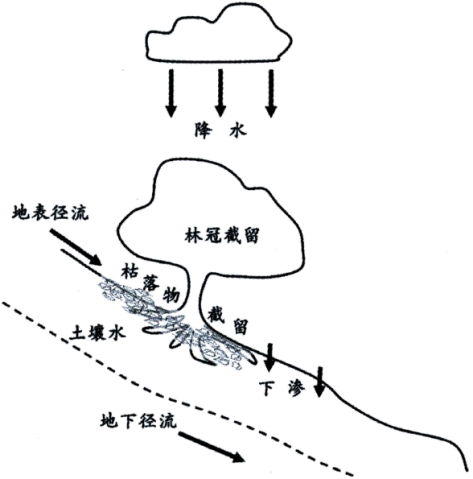 降水
地表径流
林冠截留
枯落物截留
土壤水
下渗
地下径流